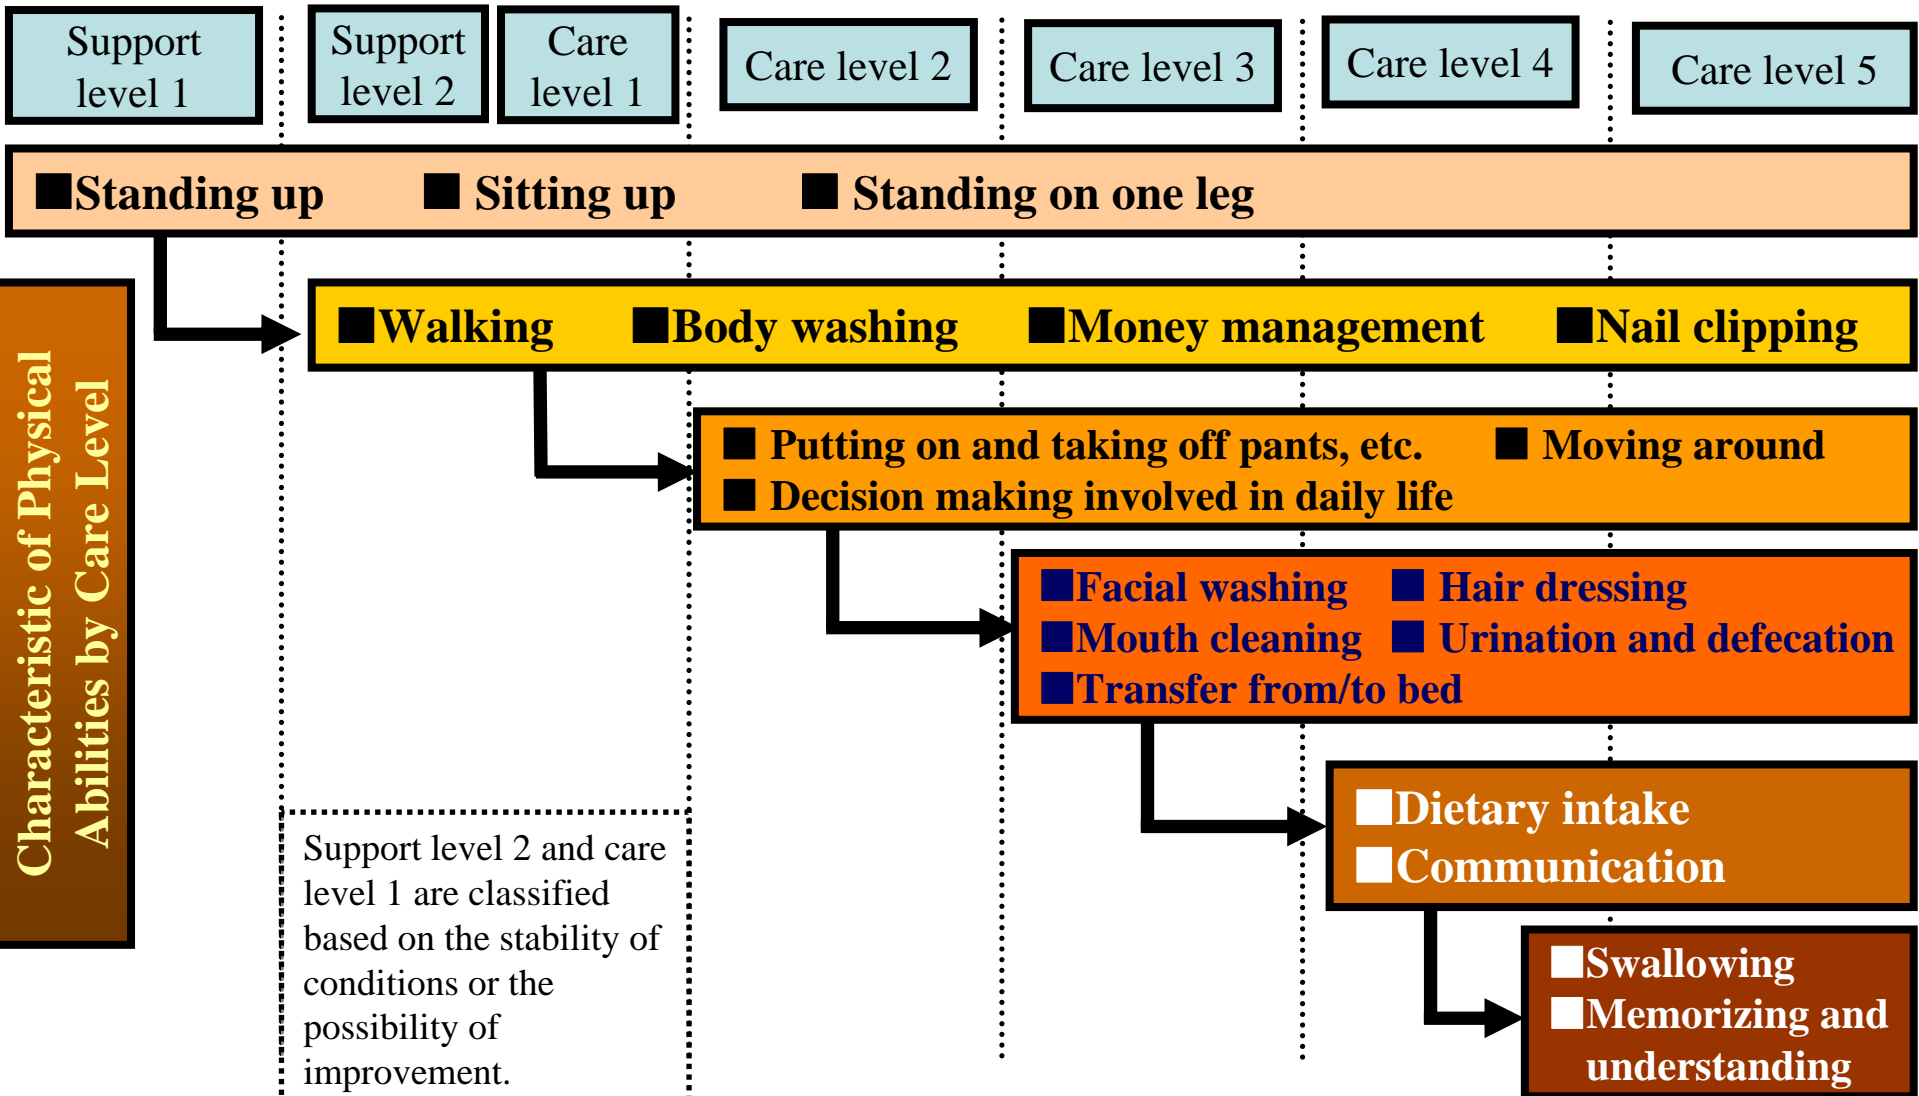 Support
level 1
Support
level 2
Care
level 1
Care level 2
Care level 3
Care level 4
Care level 5
■Standing up ■ Sitting up ■ Standing on one leg
■Walking ■Body washing ■Money management ■Nail clipping
■ Putting on and taking off pants, etc. ■ Moving around
■ Decision making involved in daily life
■Facial washing ■ Hair dressing
■Mouth cleaning ■ Urination and defecation
■Transfer from/to bed
■Dietary intake
■Communication
■Swallowing
■Memorizing and
understanding
Characteristic of Physical
Abilities by Care Level
Support level 2 and care
level 1 are classified
based on the stability of
conditions or the
possibility of
improvement.